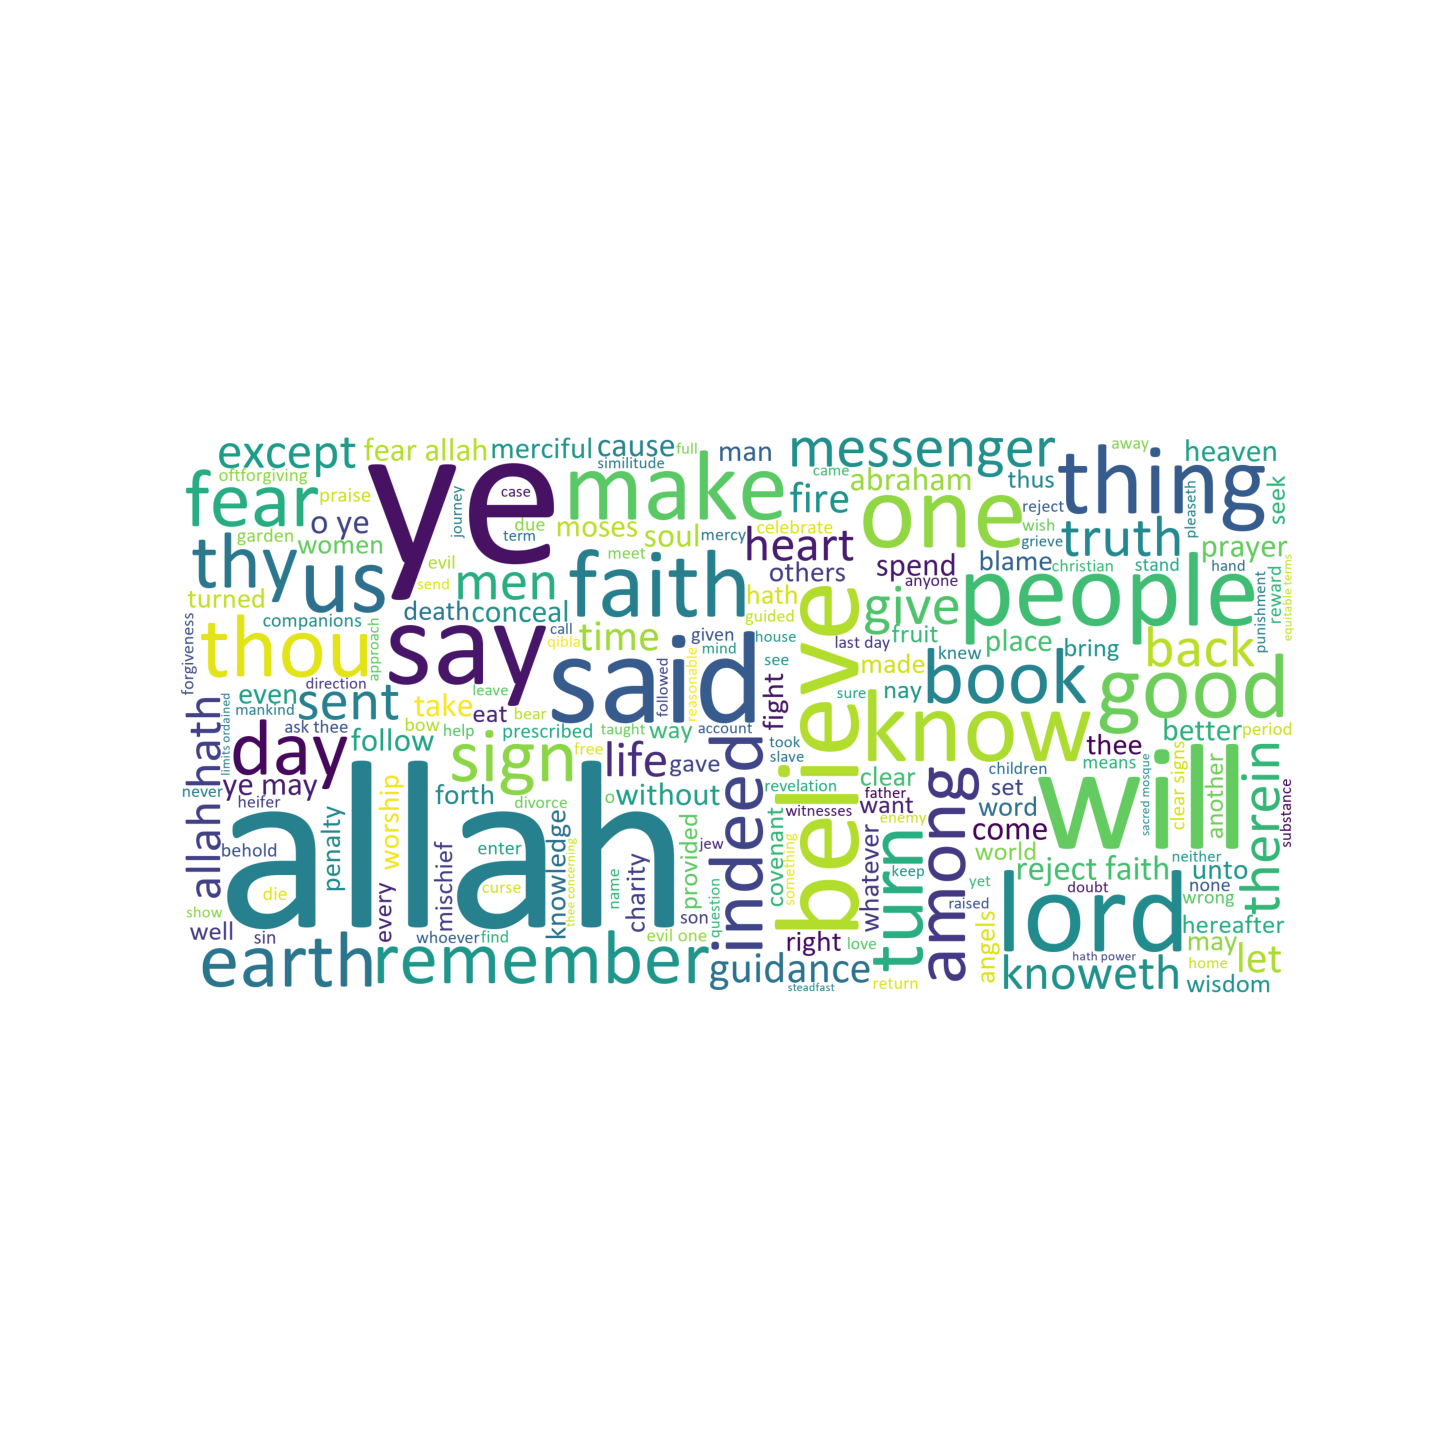 except
fear allah
merciful
cause
full
man
messenger
away
heaven
oftforgiving
ye
similitude
make
came
abraham
thus
thing
fear
praise
journey
case
fire
one
reject
pleaseth
seek
o ye
garden
women
due
term
moses
soul
mercy
celebrate
heart
wish
grieve
truth
prayer
thy
us
evil
send
men
meet
faith
others
spend
anyone
blame
christian
stand
hand
turned
death
conceal
hath
guided
give
people
punishment
reward
equitable terms
companions
thou
approach
say
call
qibla
time
given
mind
house
last day
fruit
knew
place
bring
back
forgiveness
direction
said
followed
reasonable
see
believe
made
nay
book
good
even
mankind
sent
take
leave
eat
bear
fight
sure
know
limits ordained
ask thee
bow
help
prescribed
taught
way
account
better
period
allah hath
day
follow
sign
free
life
gave
indeed
took
slave
thee
means
clear signs
therein
never
ye may
heifer
allah
forth
divorce
o
without
revelation
clear
father
want
among
children
set
word
will
sacred mosque
another
substance
behold
penalty
worship
mischief
enter
knowledge
thee concerning
provided
jew
covenant
witnesses
something
whatever
enemy
turn
come
world
reject faith
neither
unto
die
every
curse
name
charity
son
question
keep
yet
raised
lord
doubt
none
wrong
show
well
sin
whoever
find
evil one
right
love
angels
hereafter
may
let
earth
remember
guidance
steadfast
return
knoweth
hath power
home
wisdom